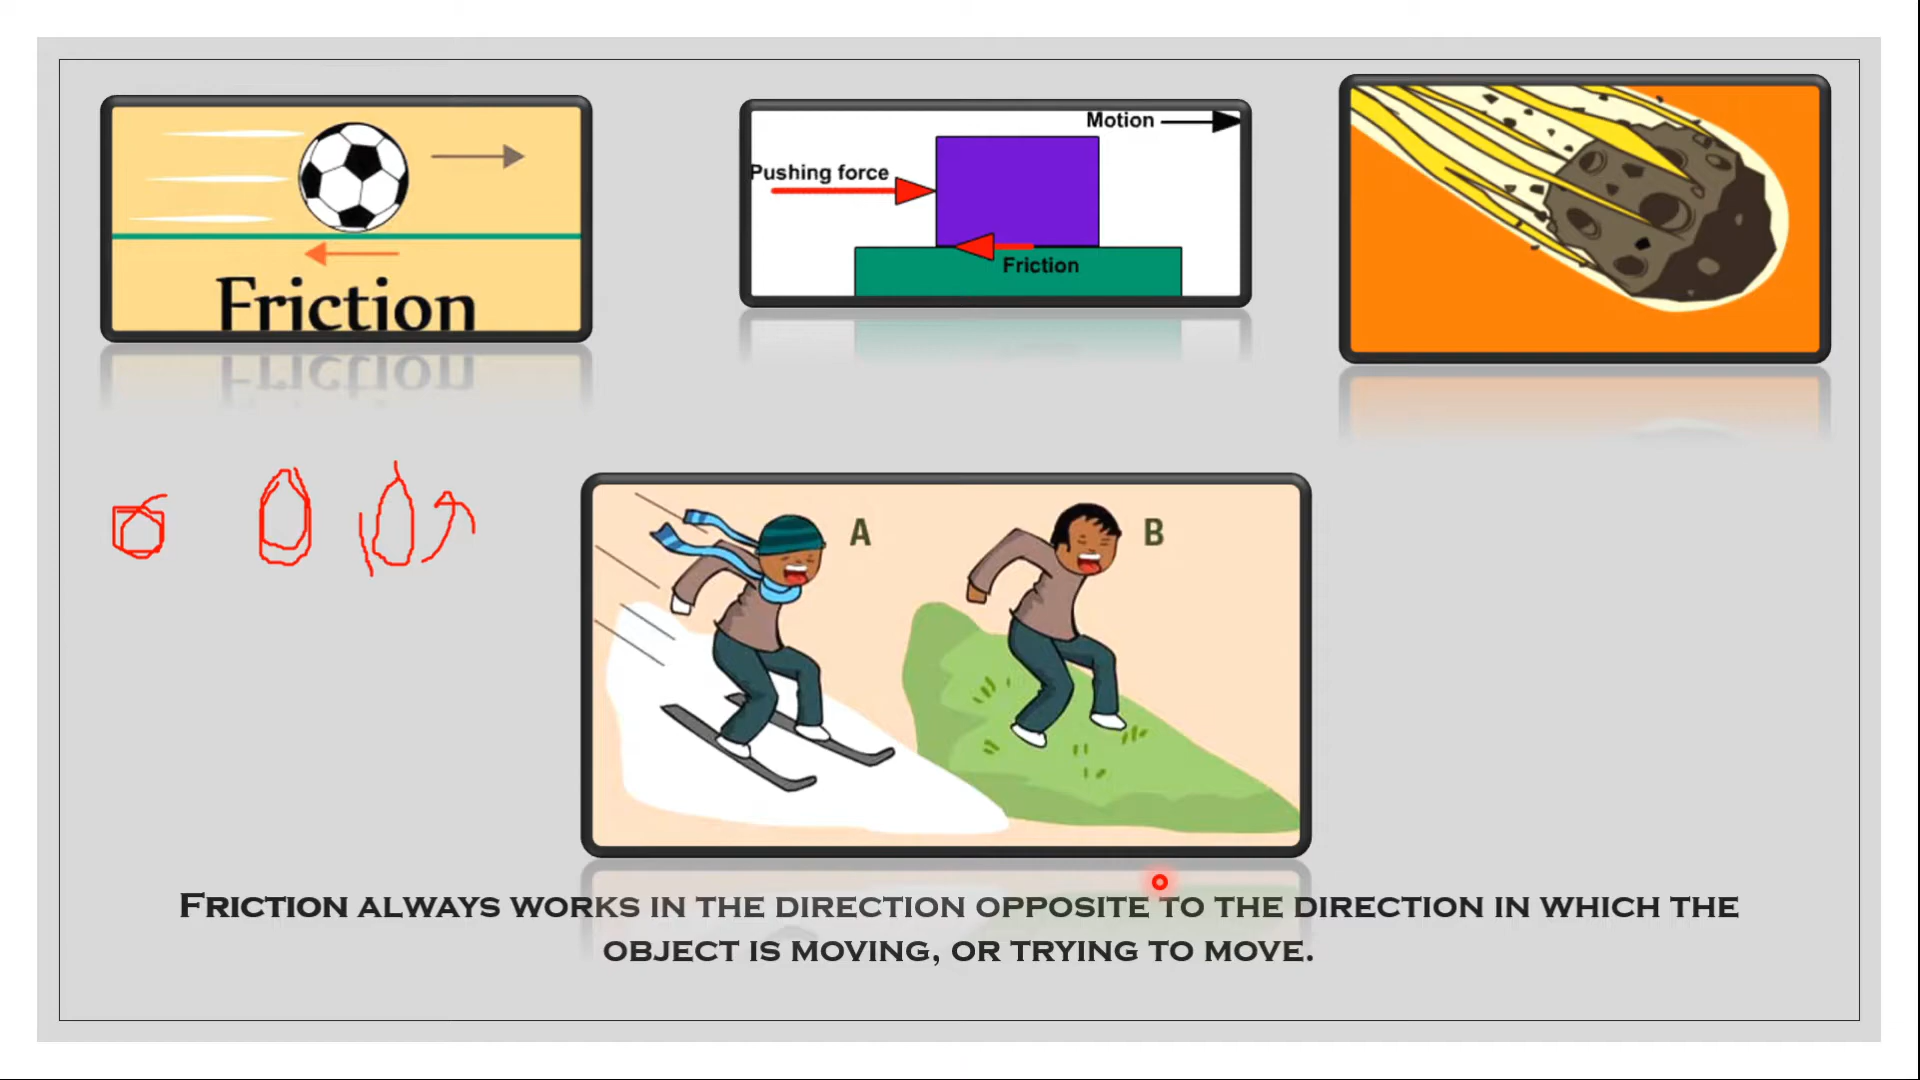 Friction
Motion
Pushing force
Friction
A
B
FRICTION ALWAYS WORKS IN THE DIRECTION OPPOSITE TO THE DIRECTION IN WHICH THE
OBJECT IS MOVING, OR TRYING TO MOVE.